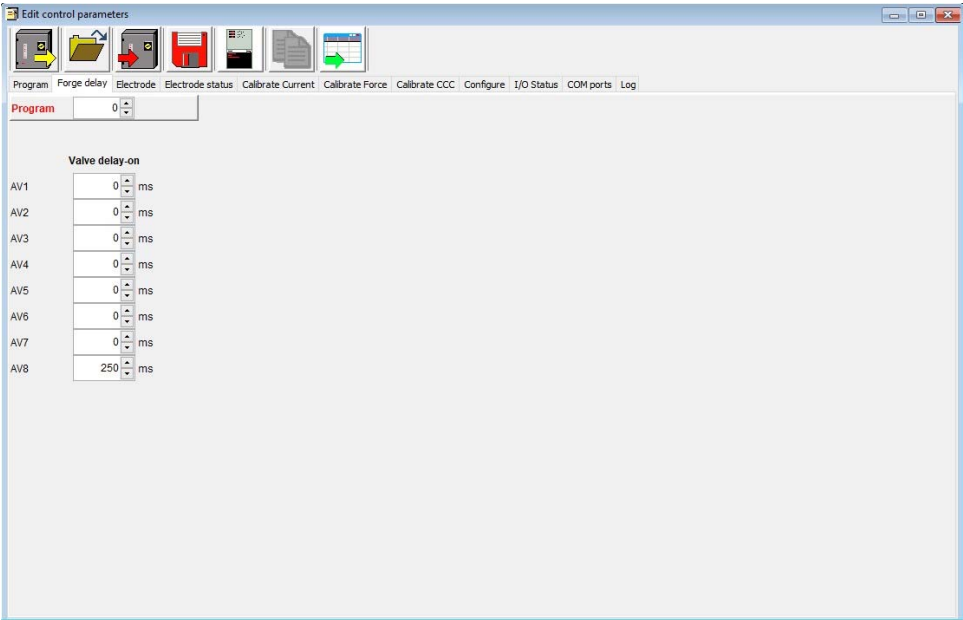 Edit control parameters
Program Forge delay Electrode Electrode status Calibrate Current Calibrate Force Calibrate CCC Configure I/O Status COM ports Log
Program 0
Valve delay-on
AV1 0 ms
AV2 0 ms
AV3 0 ms
AV4 0 ms
AV5 0 ms
AV6 0 ms
AV7 0 ms
AV8 250 ms